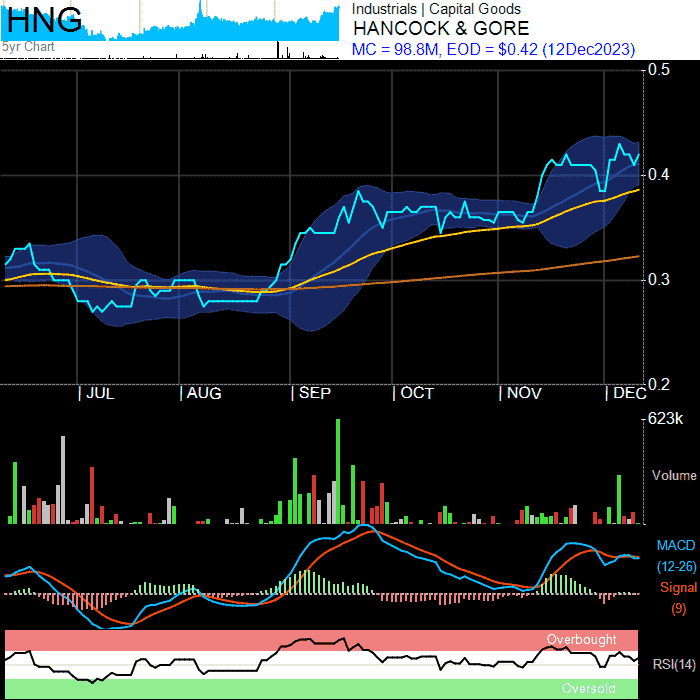 HNG
5yr Chart
Industrials | Capital Goods
HANCOCK & GORE
MC = 98.8M, EOD = $0.42 (12Dec2023)
0.5
0.4
0.3
0.2
| JUL | AUG | SEP | OCT | NOV | DEC
623k
Volume
MACD
(12-26)
Signal
(9)
Overbought
RSI(14)
Oversold